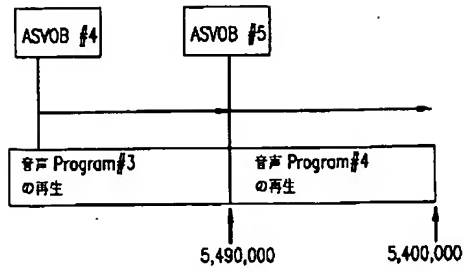 ASVOB #4
ASVOB #5
音声 Program#3
の再生
音声 Program#4
の再生
5,490,000
5,400,000